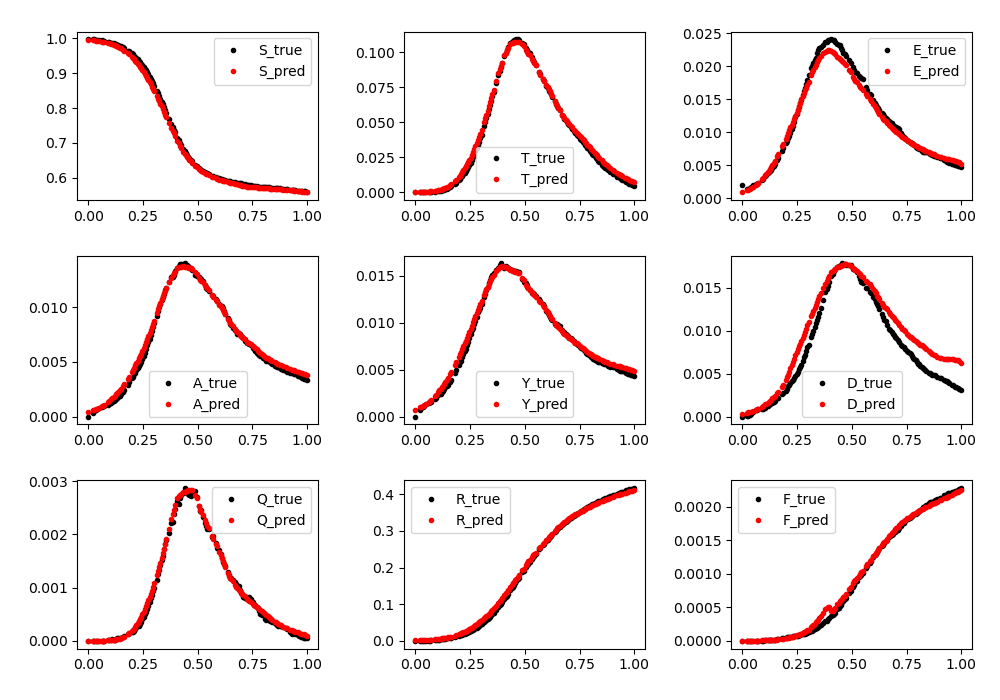 1.0
0.9
0.8
0.7
0.6
0.00 0.25 0.50 0.75 1.00
S_true
S_pred
0.100
0.075
0.050
0.025
0.000
0.00 0.25 0.50 0.75 1.00
T_true
T_pred
0.025
0.020
0.015
0.010
0.005
0.000
0.00 0.25 0.50 0.75 1.00
E_true
E_pred
0.010
0.005
0.000
0.00 0.25 0.50 0.75 1.00
A_true
A_pred
0.015
0.010
0.005
0.000
0.00 0.25 0.50 0.75 1.00
Y_true
Y_pred
0.015
0.010
0.005
0.000
0.00 0.25 0.50 0.75 1.00
D_true
D_pred
0.003
0.002
0.001
0.000
0.00 0.25 0.50 0.75 1.00
Q_true
Q_pred
0.4
0.3
0.2
0.1
0.0
0.00 0.25 0.50 0.75 1.00
R_true
R_pred
0.0020
0.0015
0.0010
0.0005
0.0000
0.00 0.25 0.50 0.75 1.00
F_true
F_pred